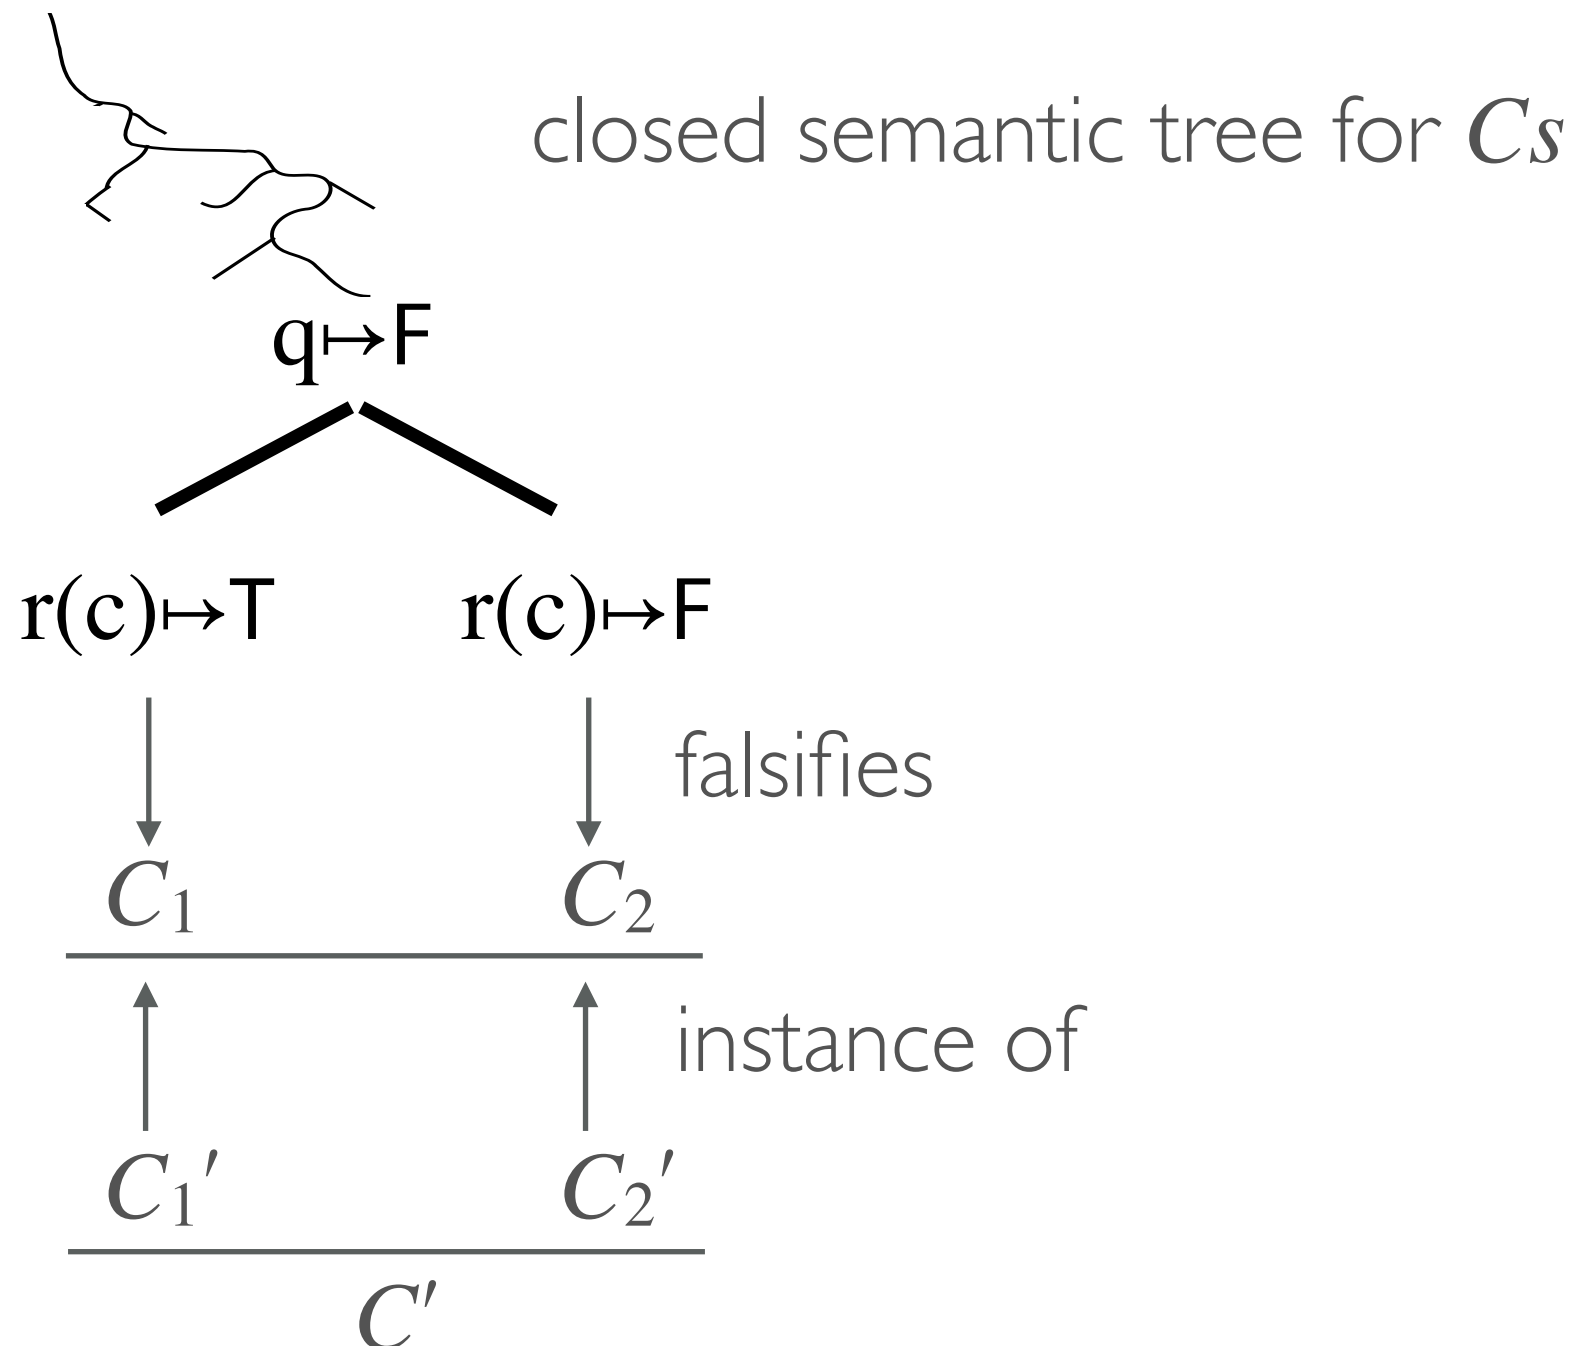 closed semantic tree for Cs
q↦F
r(c)↦T r(c)↦F
falsifies
C₁ C₂
instance of
C₁′ C₂′
C′